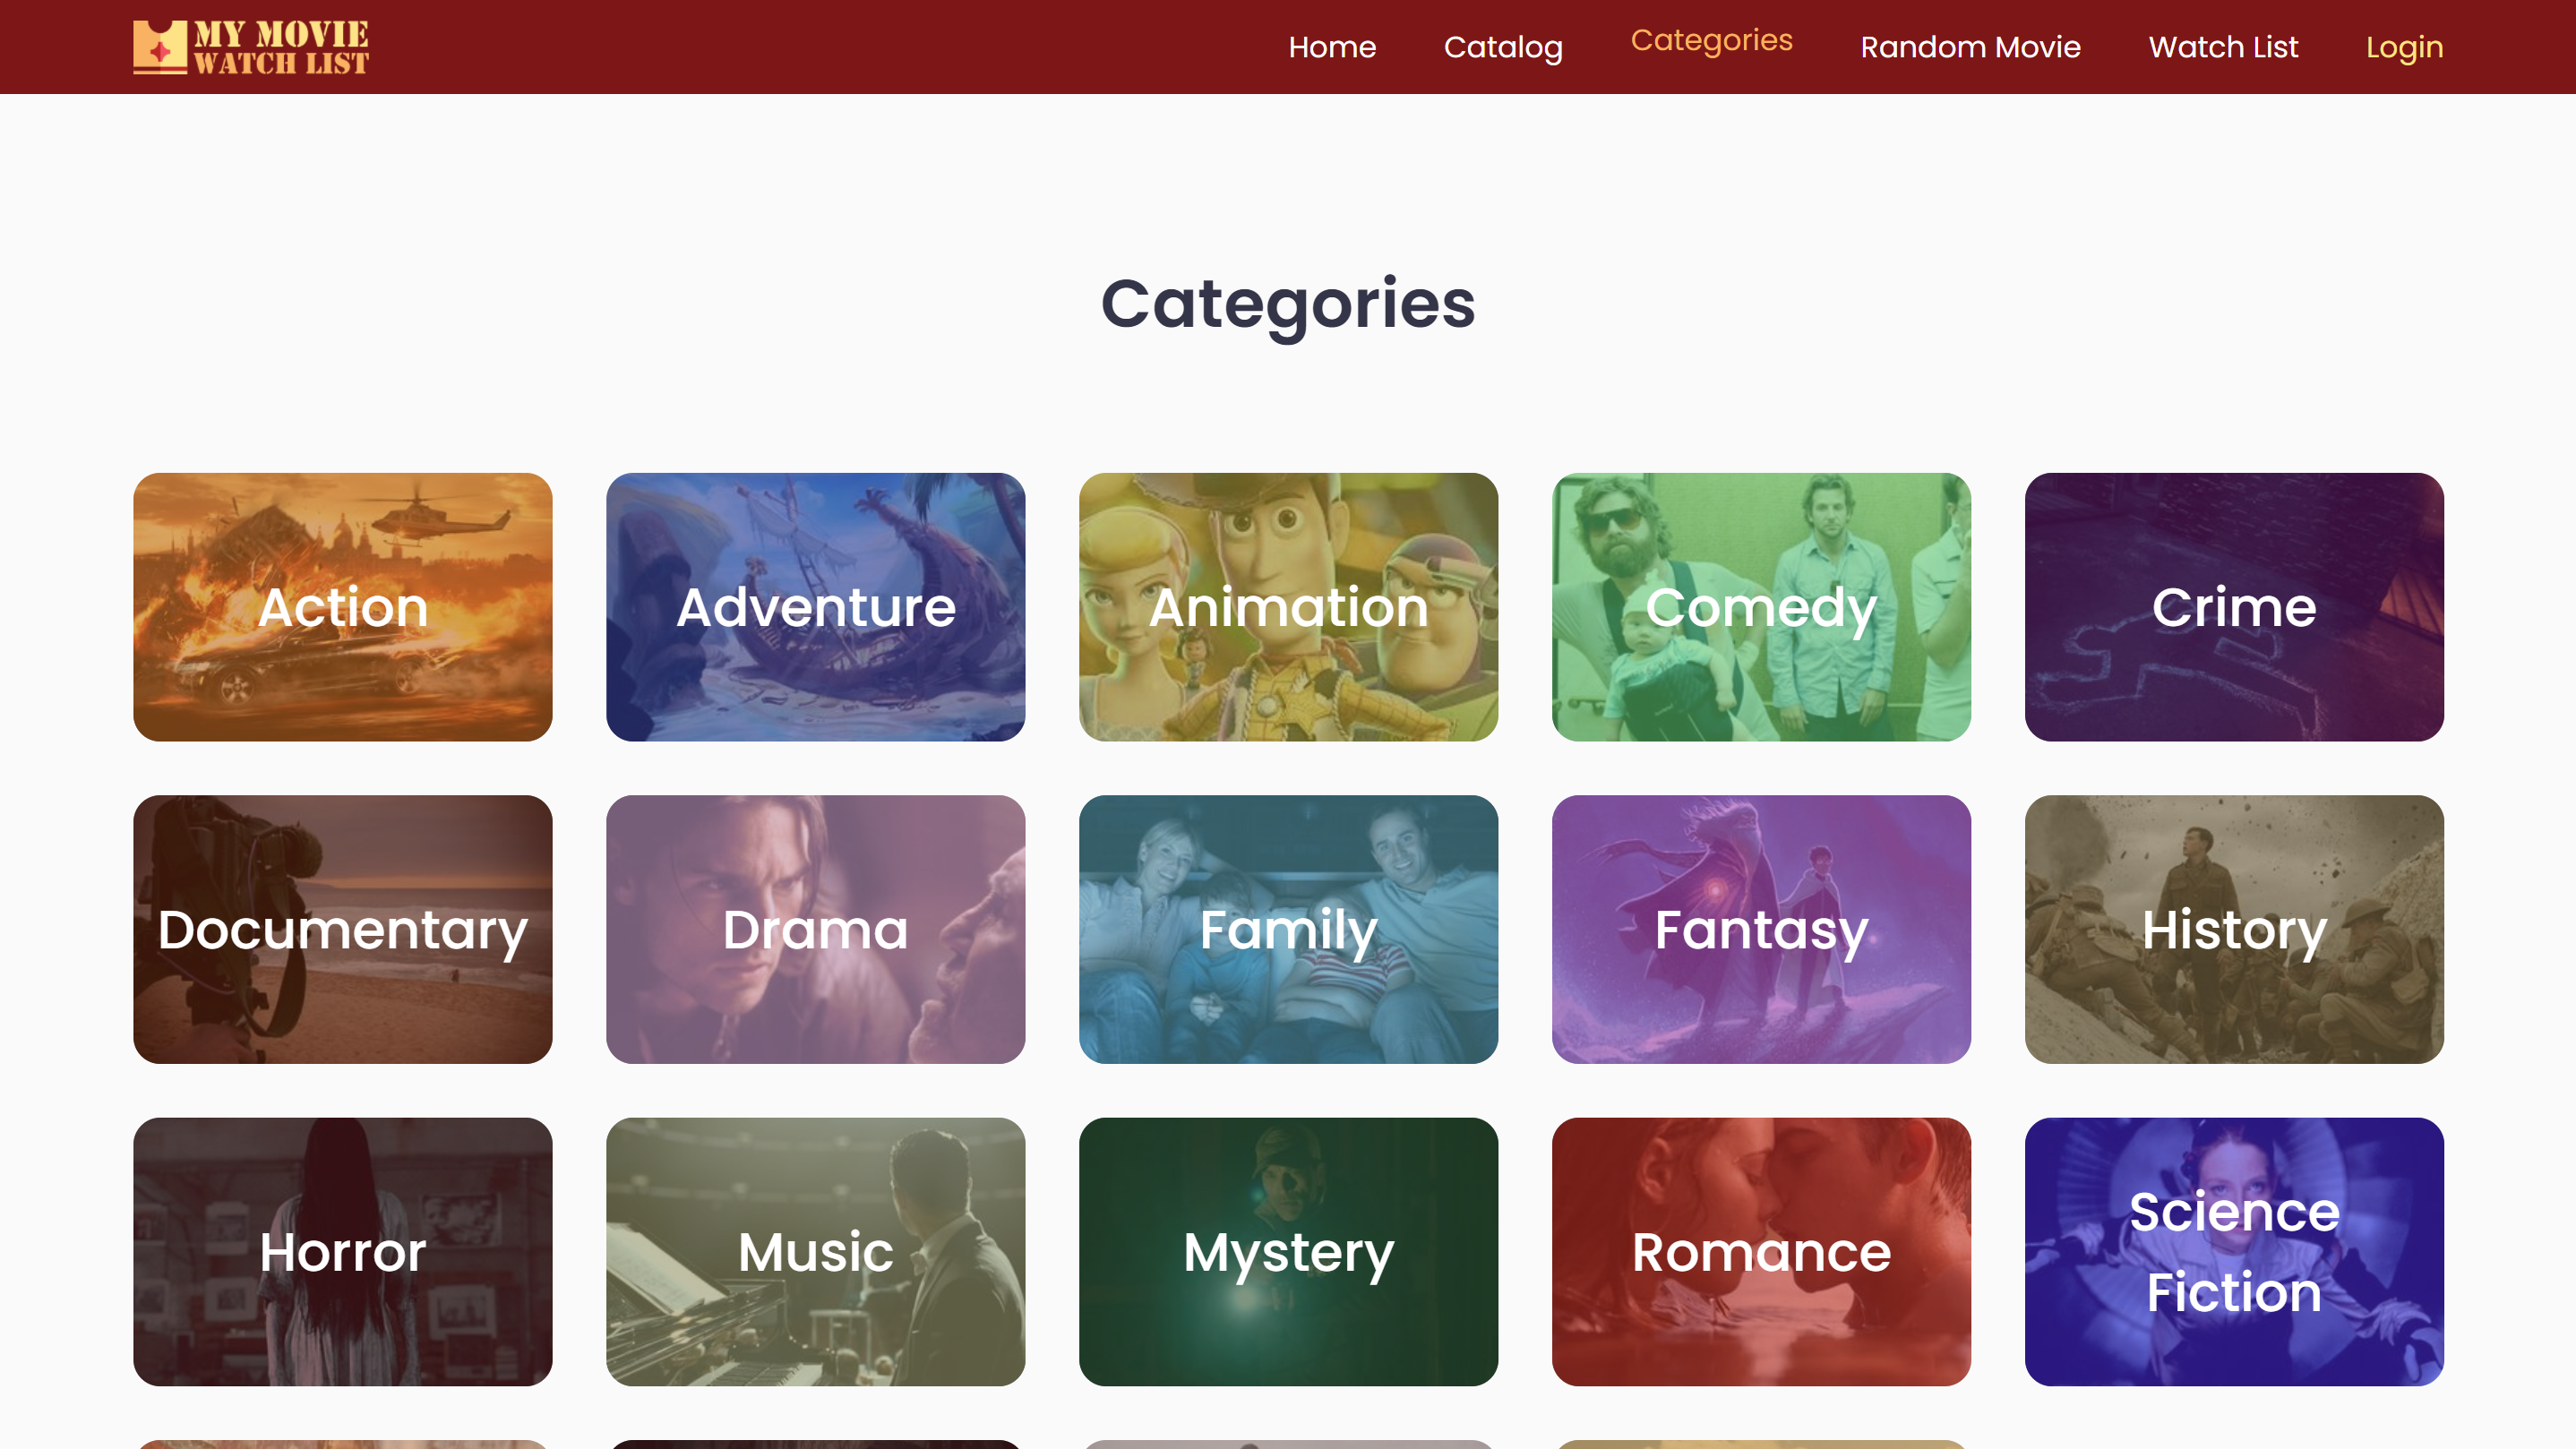 MY MOVIE
WATCH LIST
Home
Catalog
Categories
Random Movie
Watch List
Login
Categories
Action
Adventure
Animation
Comedy
Crime
Documentary
Drama
Family
Fantasy
History
Horror
Music
Mystery
Romance
Science
Fiction